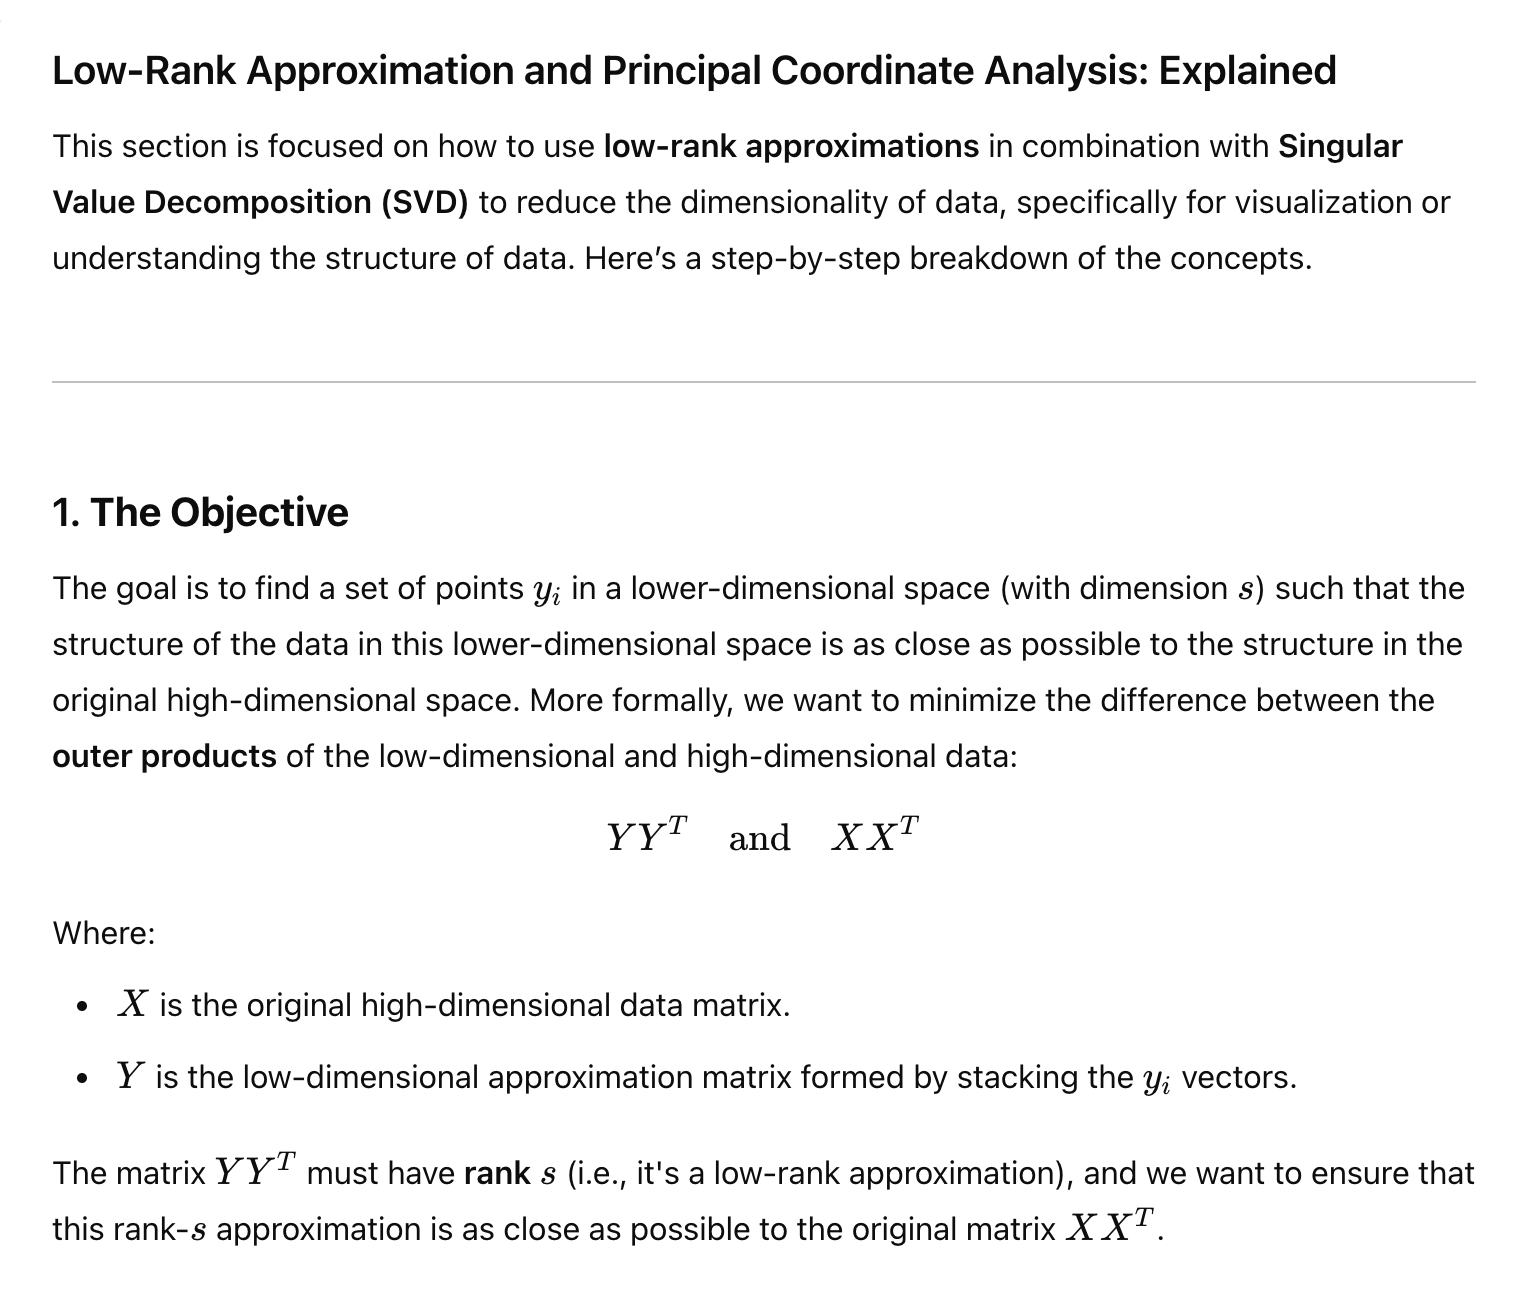 Low-Rank Approximation and Principal Coordinate Analysis: Explained
This section is focused on how to use low-rank approximations in combination with Singular
Value Decomposition (SVD) to reduce the dimensionality of data, specifically for visualization or
understanding the structure of data. Here’s a step-by-step breakdown of the concepts.
1. The Objective
The goal is to find a set of points $y_i$ in a lower-dimensional space (with dimension $s$) such that the
structure of the data in this lower-dimensional space is as close as possible to the structure in the
original high-dimensional space. More formally, we want to minimize the difference between the
outer products of the low-dimensional and high-dimensional data:
$YY^T$ and $XX^T$
Where:
• $X$ is the original high-dimensional data matrix.
• $Y$ is the low-dimensional approximation matrix formed by stacking the $y_i$ vectors.
The matrix $YY^T$ must have rank $s$ (i.e., it's a low-rank approximation), and we want to ensure that
this rank-$s$ approximation is as close as possible to the original matrix $XX^T$.